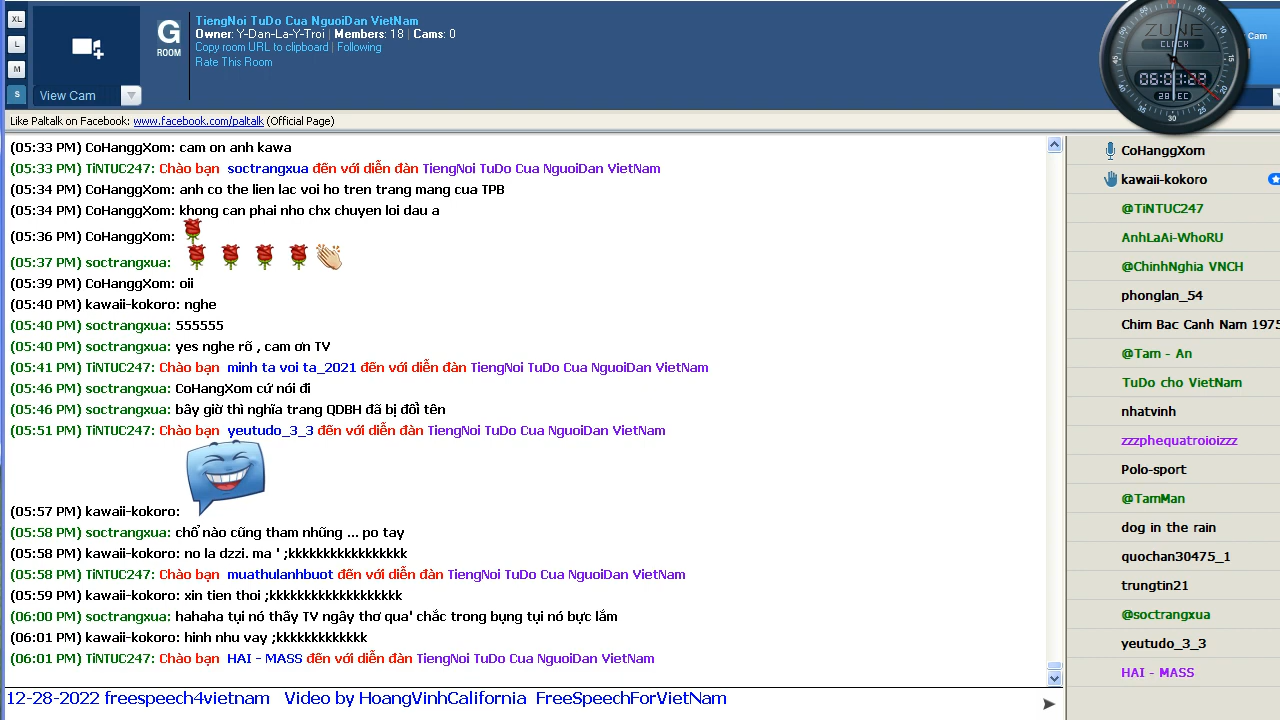 XL
L
M
S
View Cam
G
ROOM
TiengNoi TuDo Cua NguoiDan VietNam
Owner: Y-Dan-La-Y-Troi | Members: 18 | Cams: 0
Copy room URL to clipboard | Following
Rate This Room
ZUNE
CLOCK
06:01:22
Cam
Like Paltalk on Facebook: www.facebook.com/paltalk (Official Page)
(05:33 PM) CoHanggXom: cam on anh kawa
(05:33 PM) TiNTUC247: Chào bạn soctrangxua đến với diễn đàn TiengNoi TuDo Cua NguoiDan VietNam
(05:34 PM) CoHanggXom: anh co the lien lac voi ho tren trang mang cua TPB
(05:34 PM) CoHanggXom: khong can phai nho chx chuyen loi dau a
(05:36 PM) CoHanggXom:
(05:37 PM) soctrangxua:
(05:39 PM) CoHanggXom: oii
(05:40 PM) kawaii-kokoro: nghe
(05:40 PM) soctrangxua: 555555
(05:40 PM) soctrangxua: yes nghe rõ , cam ơn TV
(05:41 PM) TiNTUC247: Chào bạn minh ta voi ta_2021 đến với diễn đàn TiengNoi TuDo Cua NguoiDan VietNam
(05:46 PM) soctrangxua: CoHangXom cứ nói đi
(05:46 PM) soctrangxua: bây giờ thì nghĩa trang QDBH đã bị đổi tên
(05:51 PM) TiNTUC247: Chào bạn yeutudo_3_3 đến với diễn đàn TiengNoi TuDo Cua NguoiDan VietNam
(05:57 PM) kawaii-kokoro:
(05:58 PM) soctrangxua: chổ nào cũng tham nhũng ... po tay
(05:58 PM) kawaii-kokoro: no la dzzi. ma ' ;kkkkkkkkkkkkkkkkk
(05:58 PM) TiNTUC247: Chào bạn muathulanhbuot đến với diễn đàn TiengNoi TuDo Cua NguoiDan VietNam
(05:59 PM) kawaii-kokoro: xin tien thoi ;kkkkkkkkkkkkkkkkkkk
(06:00 PM) soctrangxua: hahaha tụi nó thấy TV ngây thơ qua' chắc trong bụng tụi nó bực lắm
(06:01 PM) kawaii-kokoro: hinh nhu vay ;kkkkkkkkkkkkk
(06:01 PM) TiNTUC247: Chào bạn HAI - MASS đến với diễn đàn TiengNoi TuDo Cua NguoiDan VietNam
12-28-2022 freespeech4vietnam Video by HoangVinhCalifornia FreeSpeechForVietNam
CoHanggXom
kawaii-kokoro
@TiNTUC247
AnhLaAi-WhoRU
@ChinhNghia VNCH
phonglan_54
Chim Bac Canh Nam 1975
@Tam - An
TuDo cho VietNam
nhatvinh
zzzphequatroioizzz
Polo-sport
@TamMan
dog in the rain
quochan30475_1
trungtin21
@soctrangxua
yeutudo_3_3
HAI - MASS